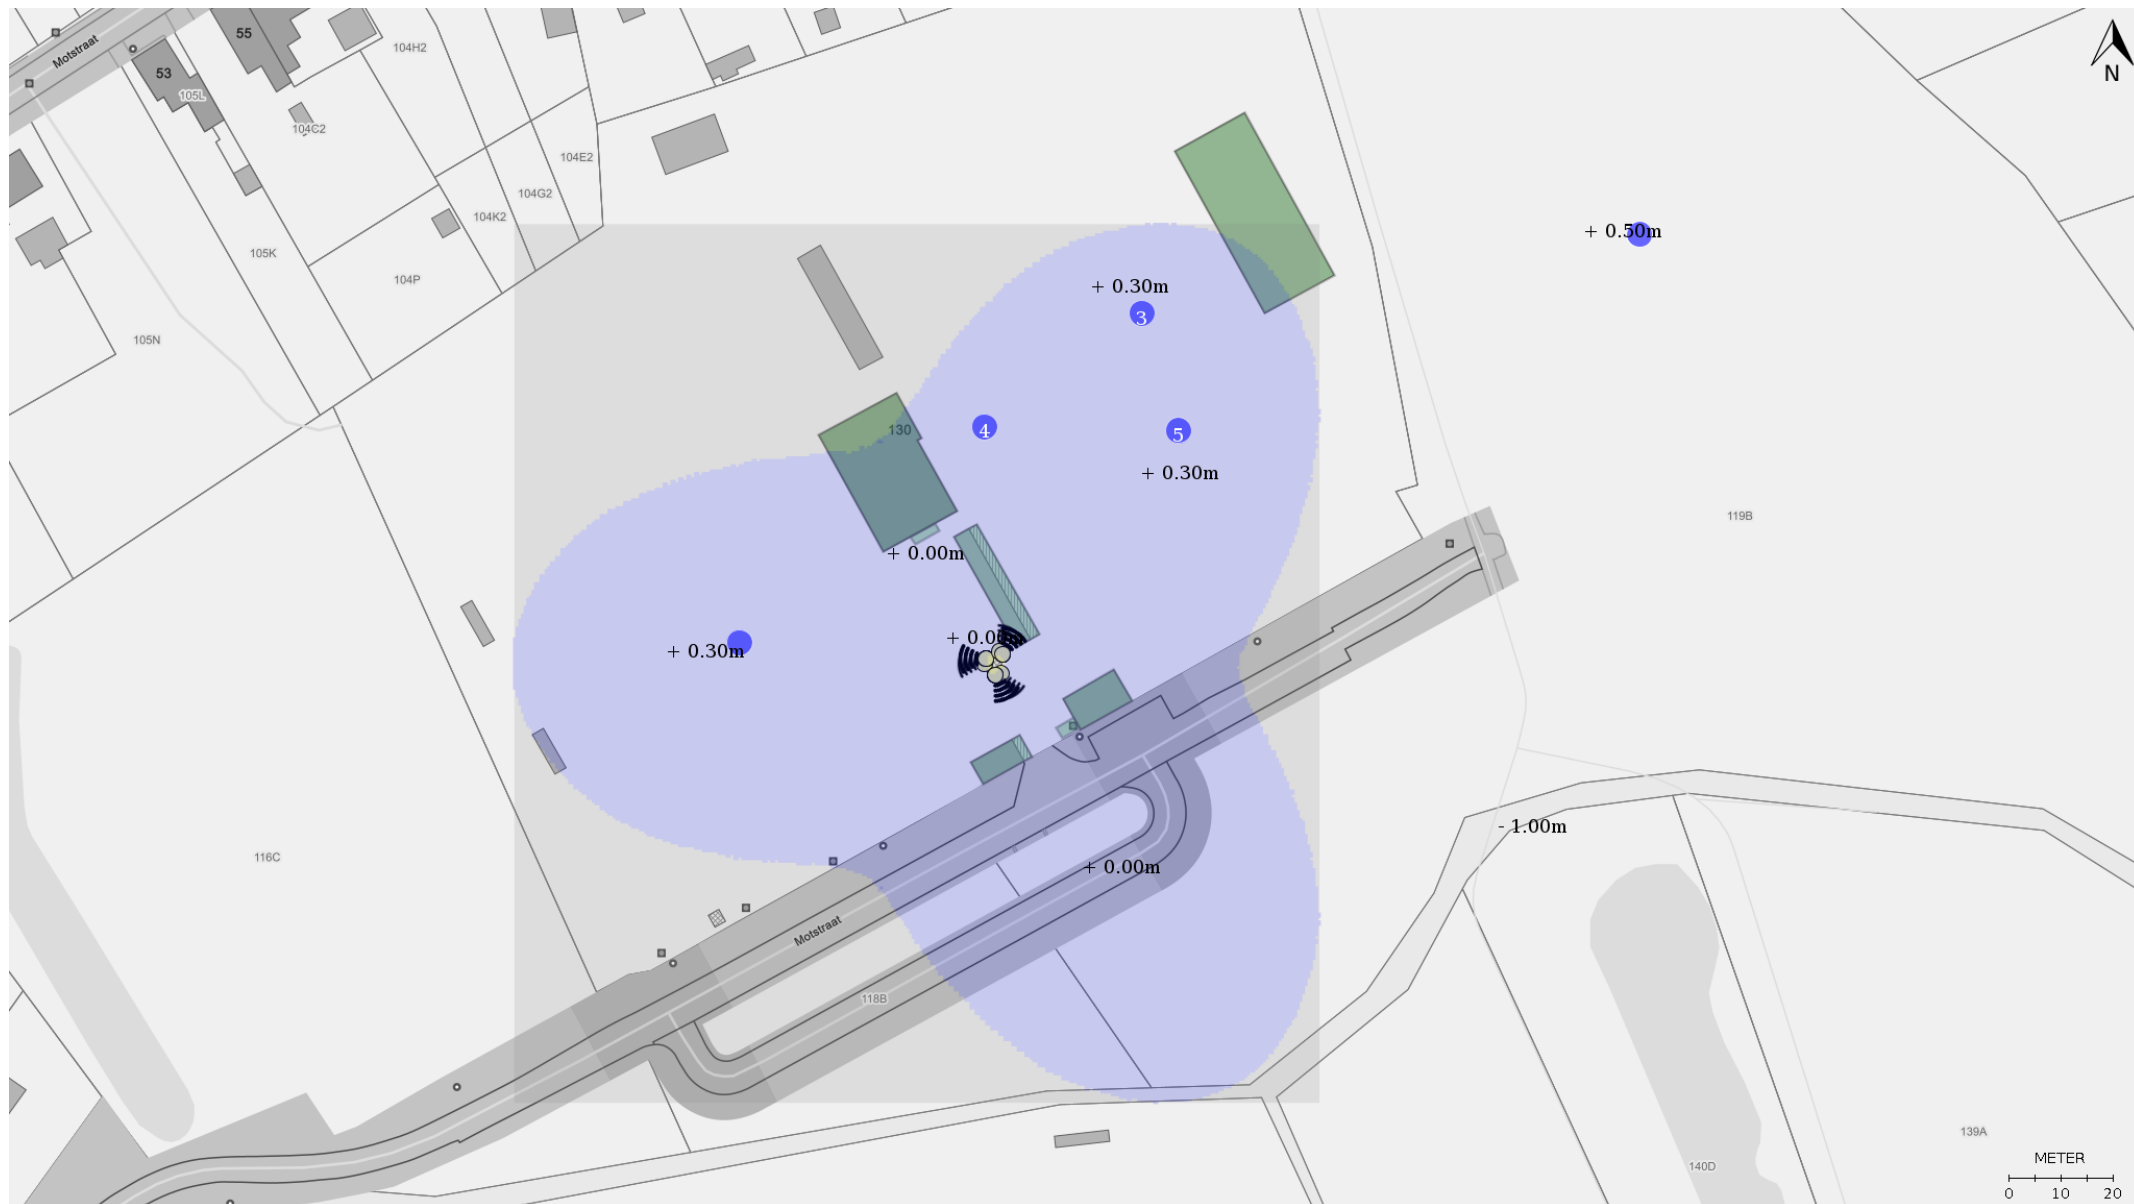 Motstraat
55
53
105L
104H2
104C2
104E2
104G2
104K2
105K
104P
105N
N
+ 0.50m
+ 0.30m
3
4
5
130
+ 0.30m
119B
+ 0.00m
+ 0.30m
- 1.00m
+ 0.00m
116C
Motstraat
118B
139A
140D
METER
0 10 20